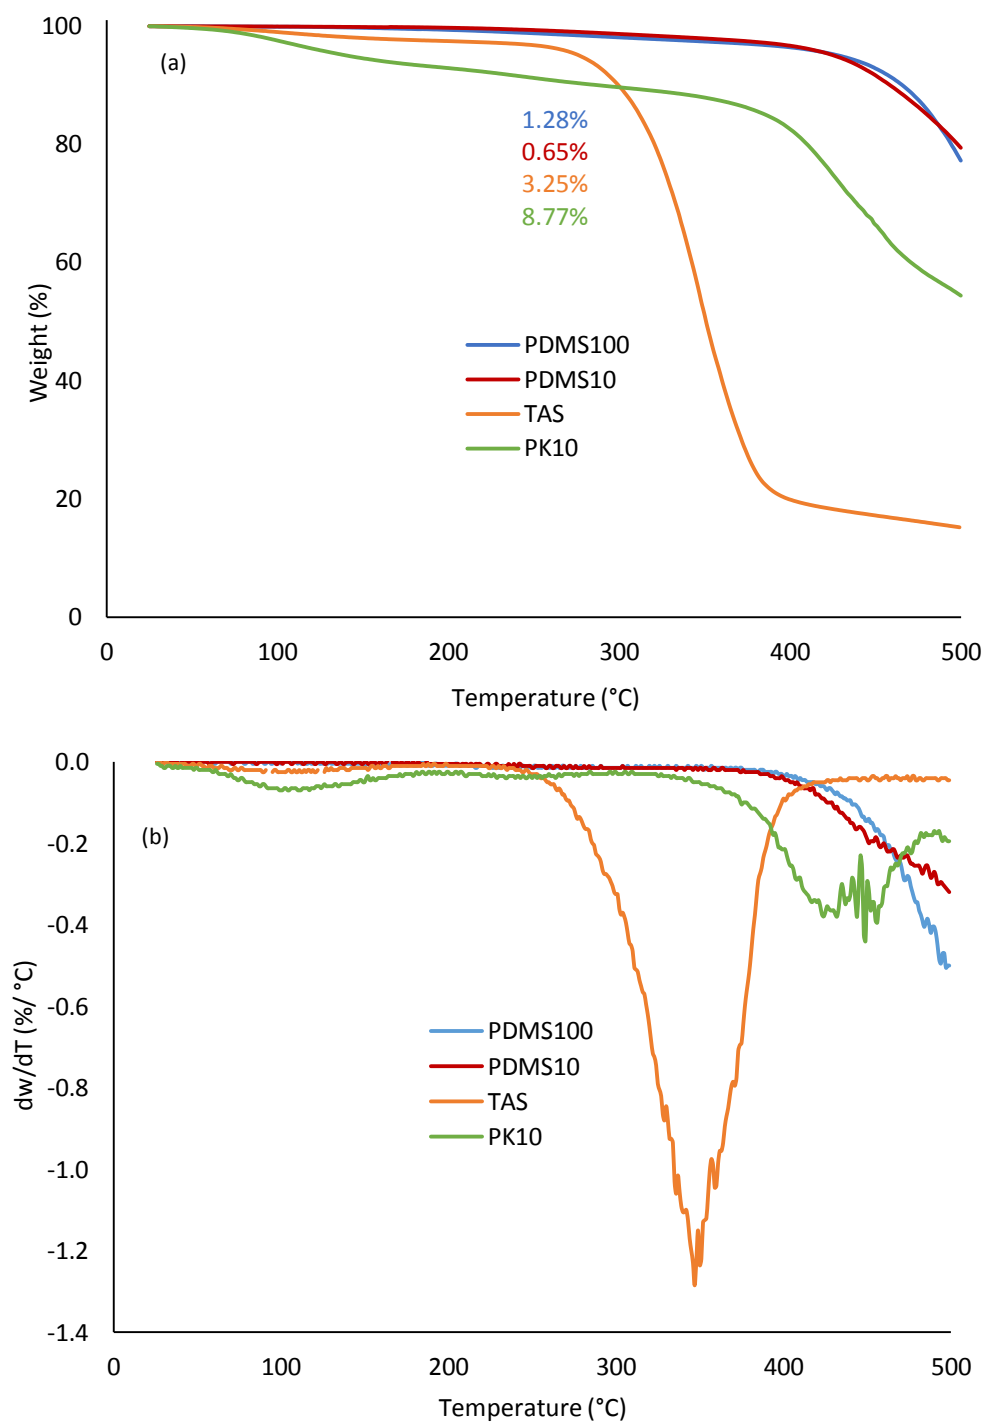 100
(a)
80
1.28%
0.65%
3.25%
8.77%
60
Weight (%)
PDMS100
PDMS10
40
TAS
PK10
20
0
0 100 200 300 400 500
Temperature (°C)
0.0
(b)
-0.2
-0.4
-0.6
dw/dT (%/ °C)
PDMS100
PDMS10
-0.8
TAS
PK10
-1.0
-1.2
-1.4
0 100 200 300 400 500
Temperature (°C)